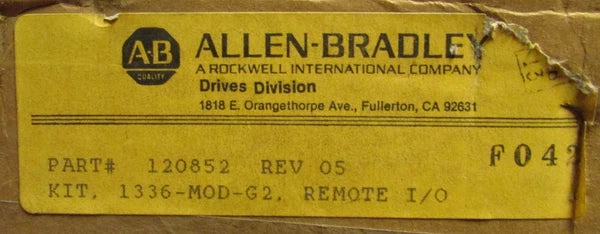 A-B
QUALITY
ALLEN-BRADLEY
A ROCKWELL INTERNATIONAL COMPANY
Drives Division
1818 E. Orangethorpe Ave., Fullerton, CA 92631
F042
PART# 120852 REV 05
KIT, 1336-MOD-G2, REMOTE I/O